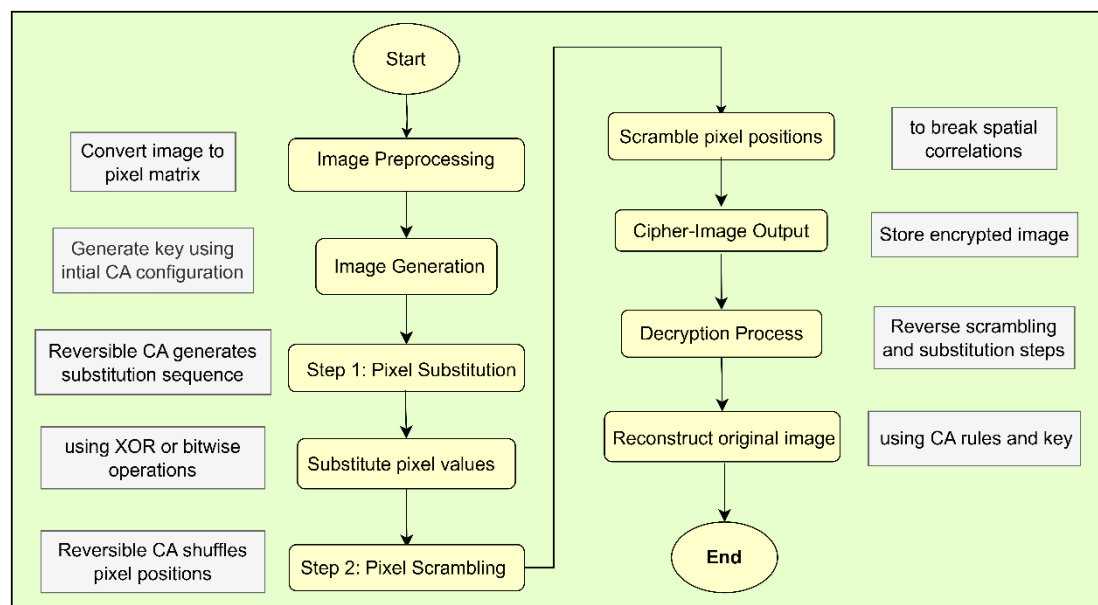 Start
Convert image to
pixel matrix
Image Preprocessing
Generate key using
intial CA configuration
Image Generation
Reversible CA generates
substitution sequence
Step 1: Pixel Substitution
using XOR or bitwise
operations
Substitute pixel values
Reversible CA shuffles
pixel positions
Step 2: Pixel Scrambling
Scramble pixel positions
to break spatial
correlations
Cipher-Image Output
Store encrypted image
Decryption Process
Reverse scrambling
and substitution steps
Reconstruct original image
using CA rules and key
End